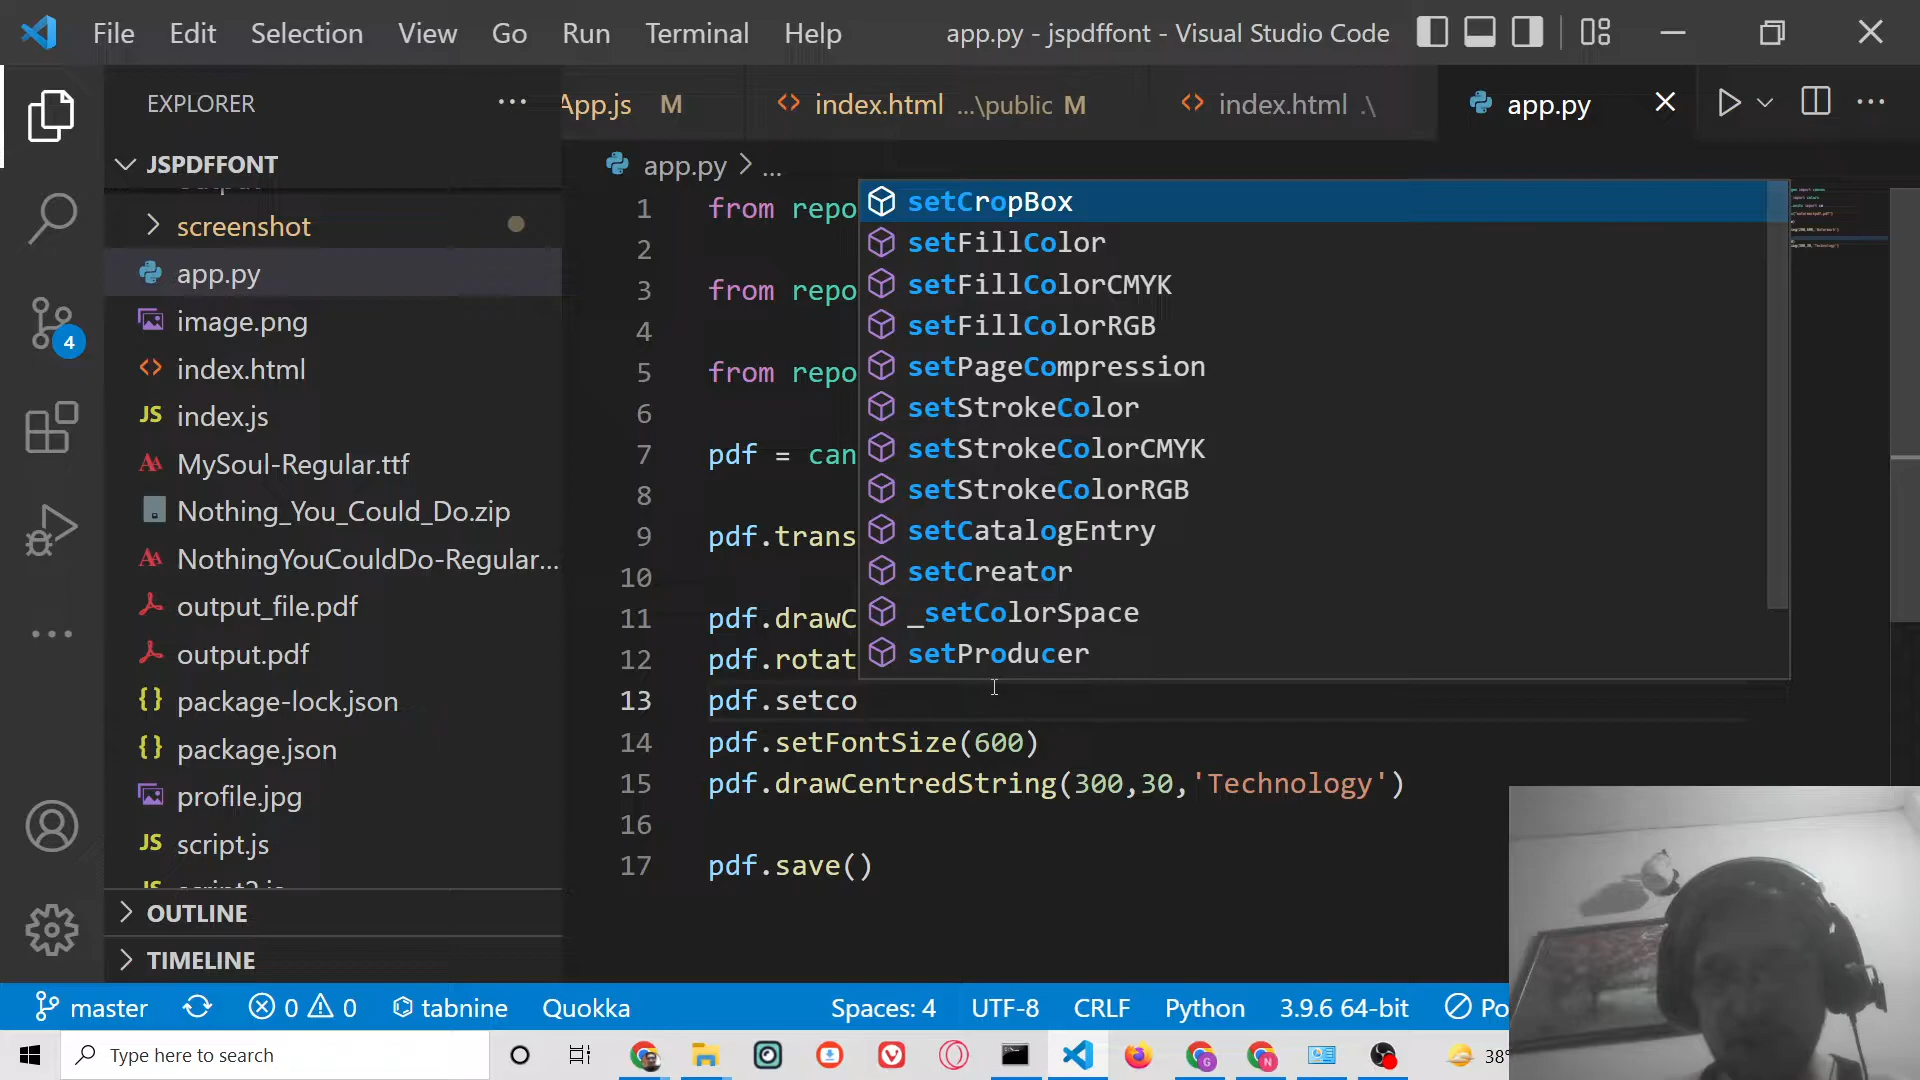 File Edit Selection View Go Run Terminal Help app.py - jspdffont - Visual Studio Code
EXPLORER
App.js M index.html ...\public M index.html .\ app.py
JSPDFFONT
app.py > ...
screenshot
app.py
image.png
index.html
index.js
MySoul-Regular.ttf
Nothing_You_Could_Do.zip
NothingYouCouldDo-Regular...
output_file.pdf
output.pdf
package-lock.json
package.json
profile.jpg
script.js
OUTLINE
TIMELINE
4
1 from repo
2
3 from repo
4
5 from repo
6
7 pdf = can
8
9 pdf.trans
10
11 pdf.drawC
12 pdf.rotat
13 pdf.setco
14 pdf.setFontSize(600)
15 pdf.drawCentredString(300,30,'Technology')
16
17 pdf.save()
setCropBox
setFillColor
setFillColorCMYK
setFillColorRGB
setPageCompression
setStrokeColor
setStrokeColorCMYK
setStrokeColorRGB
setCatalogEntry
setCreator
_setColorSpace
setProducer
master 0 0 tabnine Quokka Spaces: 4 UTF-8 CRLF Python 3.9.6 64-bit Po
Type here to search 38°